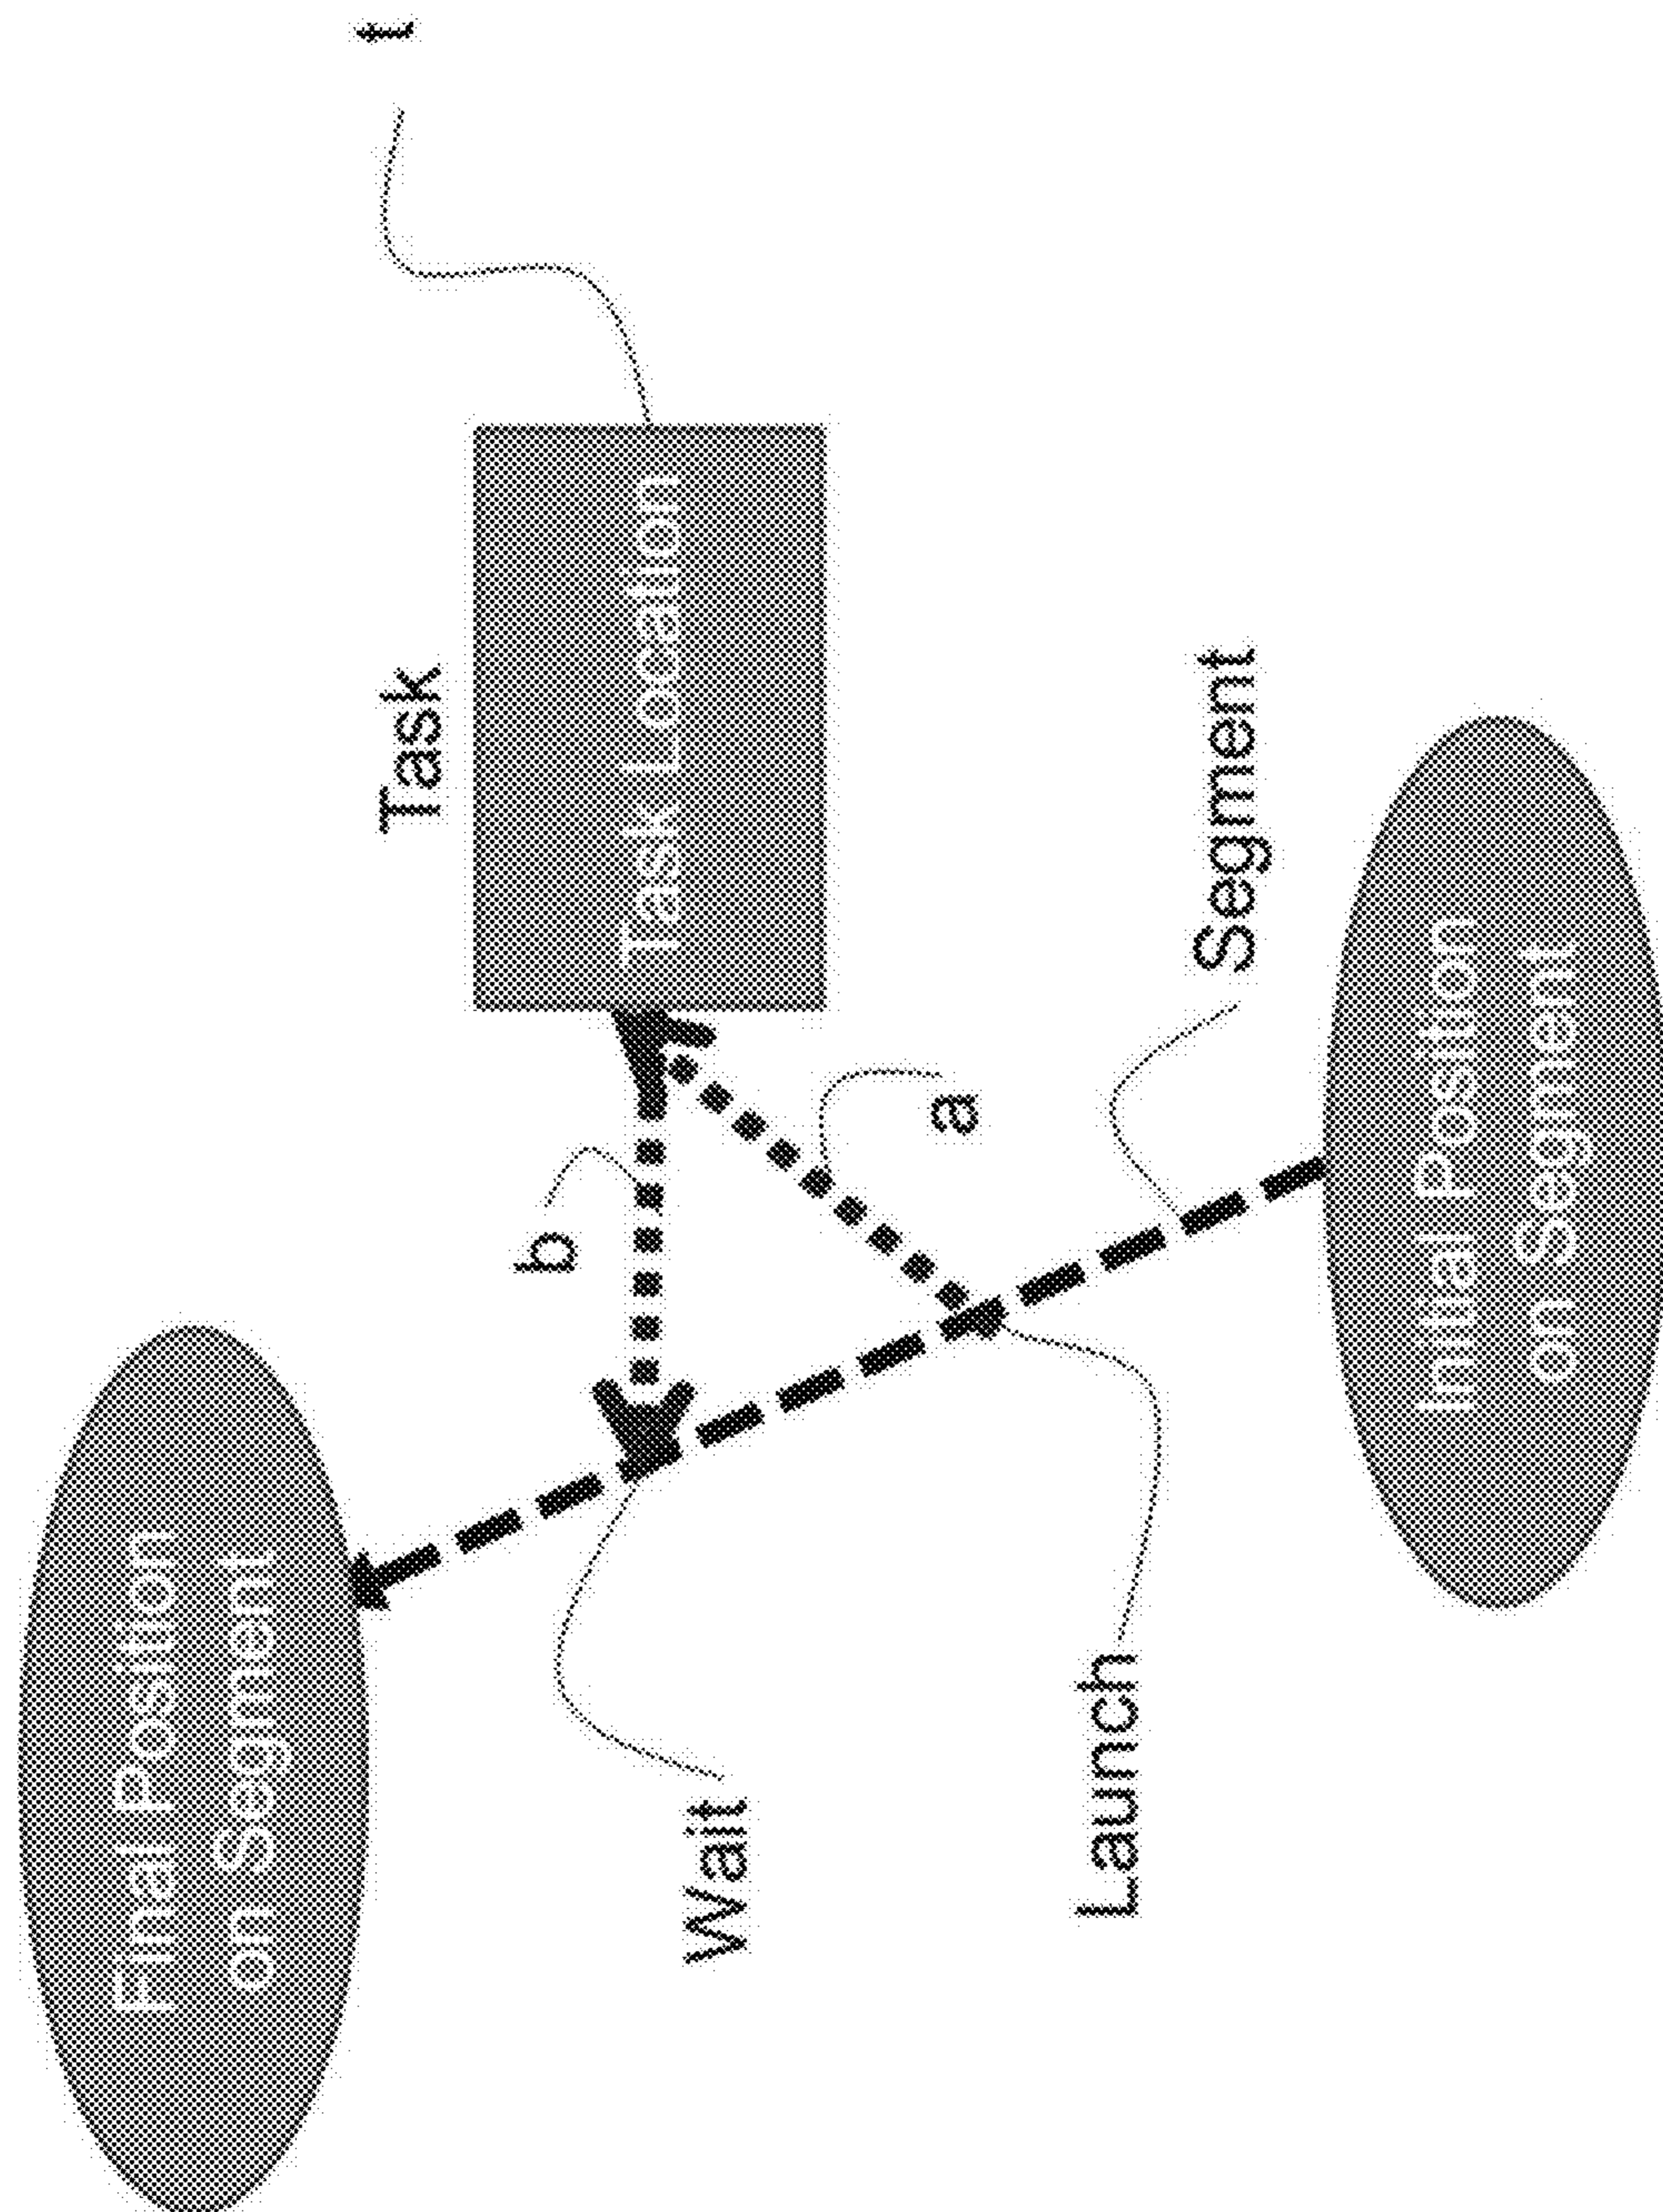 Final Position
on Segment
t
Task
b
Task Location
Wait
a
Launch
Segment
Initial Position
on Segment